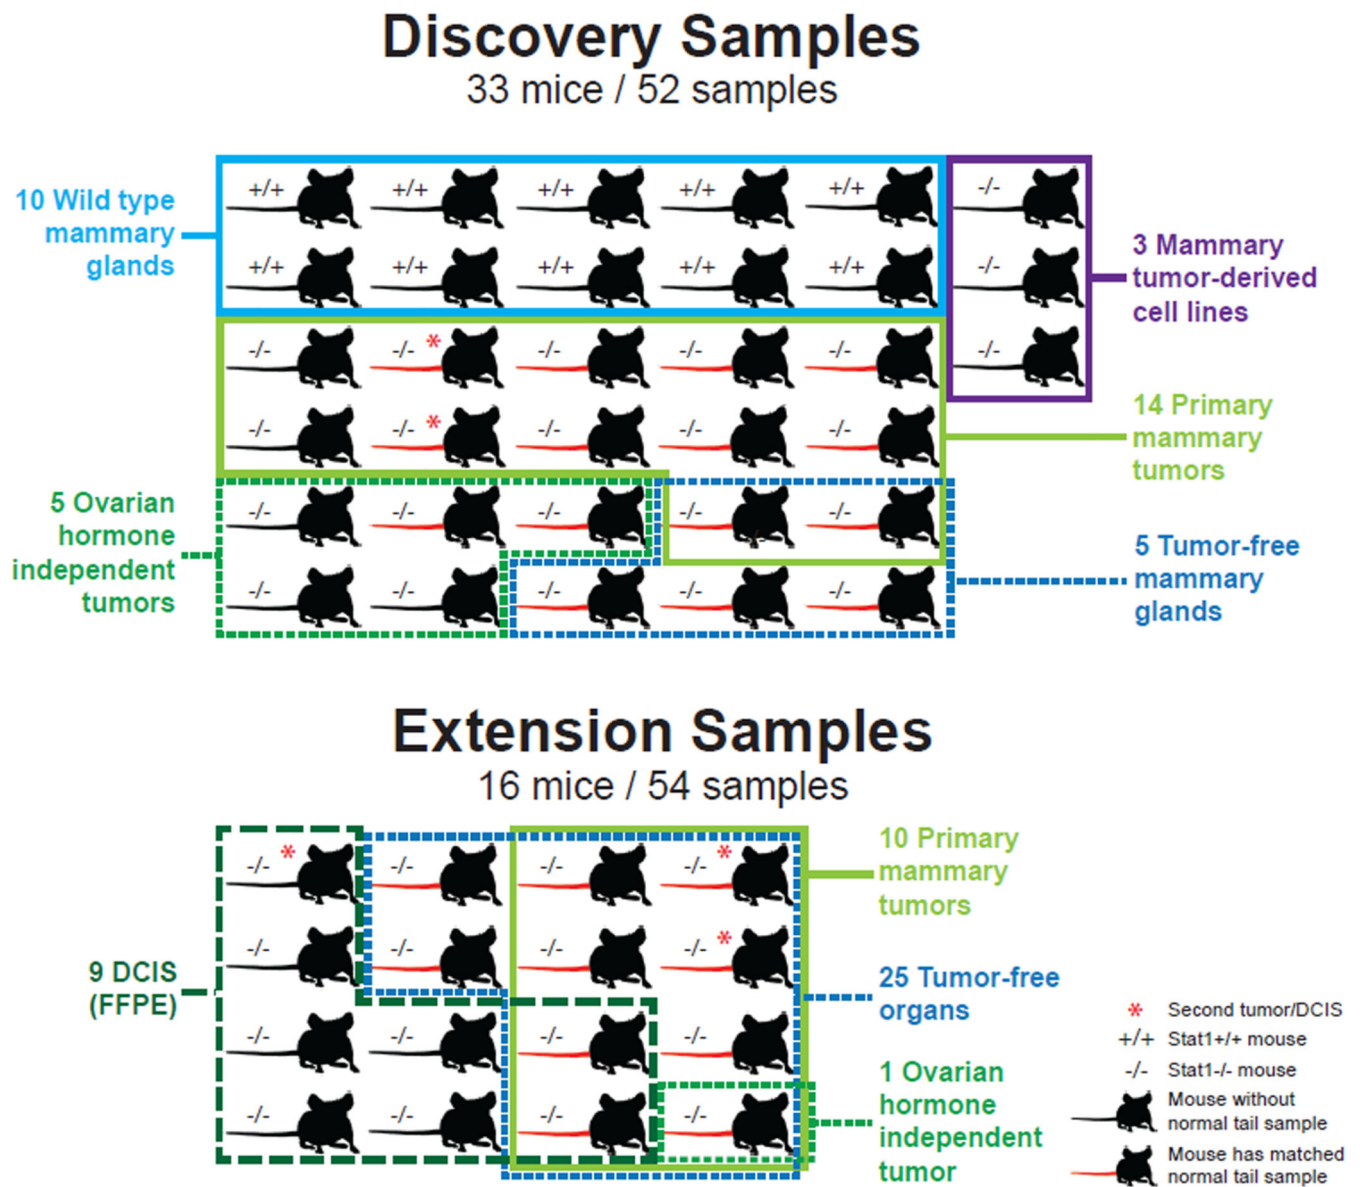 Discovery Samples
33 mice / 52 samples
10 Wild type
mammary
glands
+/+ +/+ +/+ +/+ +/+ -/-
+/+ +/+ +/+ +/+ +/+ -/-
3 Mammary
tumor-derived
cell lines
-/- -/- * -/- -/- -/- -/-
-/- -/- * -/- -/- -/-
14 Primary
mammary
tumors
5 Ovarian
hormone
independent
tumors
-/- -/- -/- -/- -/-
-/- -/- -/- -/- -/-
5 Tumor-free
mammary
glands
Extension Samples
16 mice / 54 samples
-/- * -/- -/- -/- *
-/- -/- -/- -/- *
-/- -/- -/- -/-
-/- -/- -/- -/-
9 DCIS
(FFPE)
10 Primary
mammary
tumors
25 Tumor-free
organs
1 Ovarian
hormone
independent
tumor
* Second tumor/DCIS
+/+ Stat1+/+ mouse
-/- Stat1-/- mouse
Mouse without
normal tail sample
Mouse has matched
normal tail sample